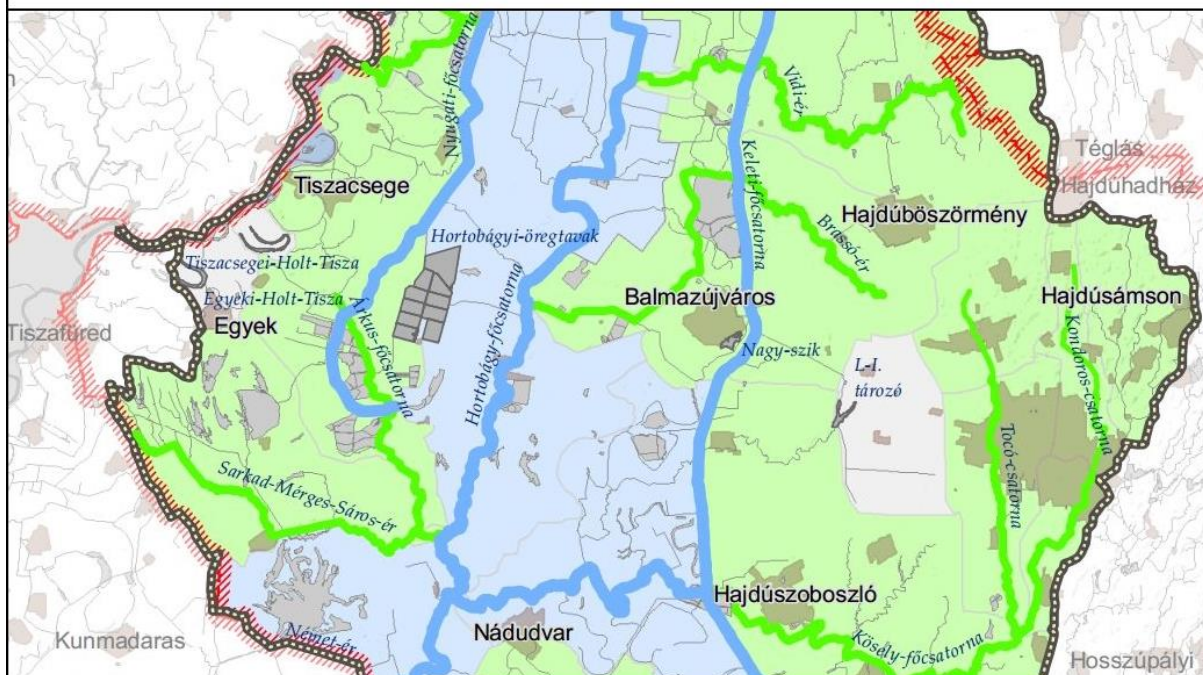 Nyugati-főcsatorna
Vidi-ér
Téglás
Hajdúhadház
Tiszacsege
Keleti-főcsatorna
Hajdúböszörmény
Hortobágyi-öregtavak
Brassó-ér
Tiszacsegei-Holt-Tisza
Egyeki-Holt-Tisza
Balmazújváros
Hajdúsámson
Egyek
Árkus-főcsatorna
Hortobágy-főcsatorna
Tiszafüred
Nagy-szik
L-I.
tározó
Kondoros-csatorna
Tocó-csatorna
Sarkad-Mérges-Sáros-ér
Hajdúszoboszló
Nádudvar
Német-ér
Kunmadaras
Kösély-főcsatorna
Hosszúpályi